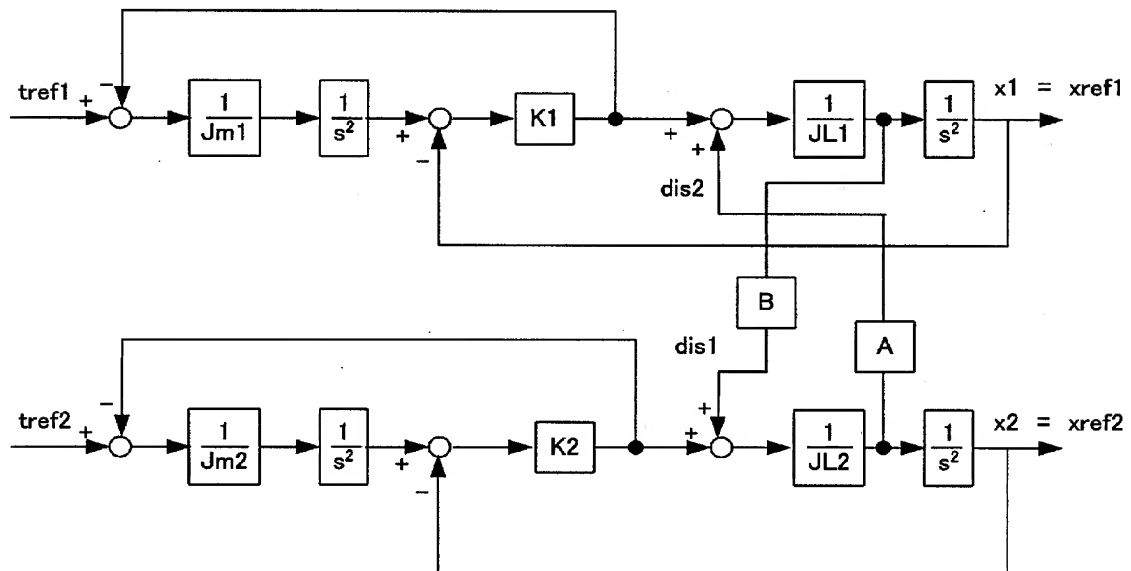 tref1
+
−
1
Jm1
1
s²
+
−
K1
+
+
1
JL1
1
s²
x1 = xref1
dis2
B
A
dis1
tref2
+
−
1
Jm2
1
s²
+
−
K2
+
+
1
JL2
1
s²
x2 = xref2